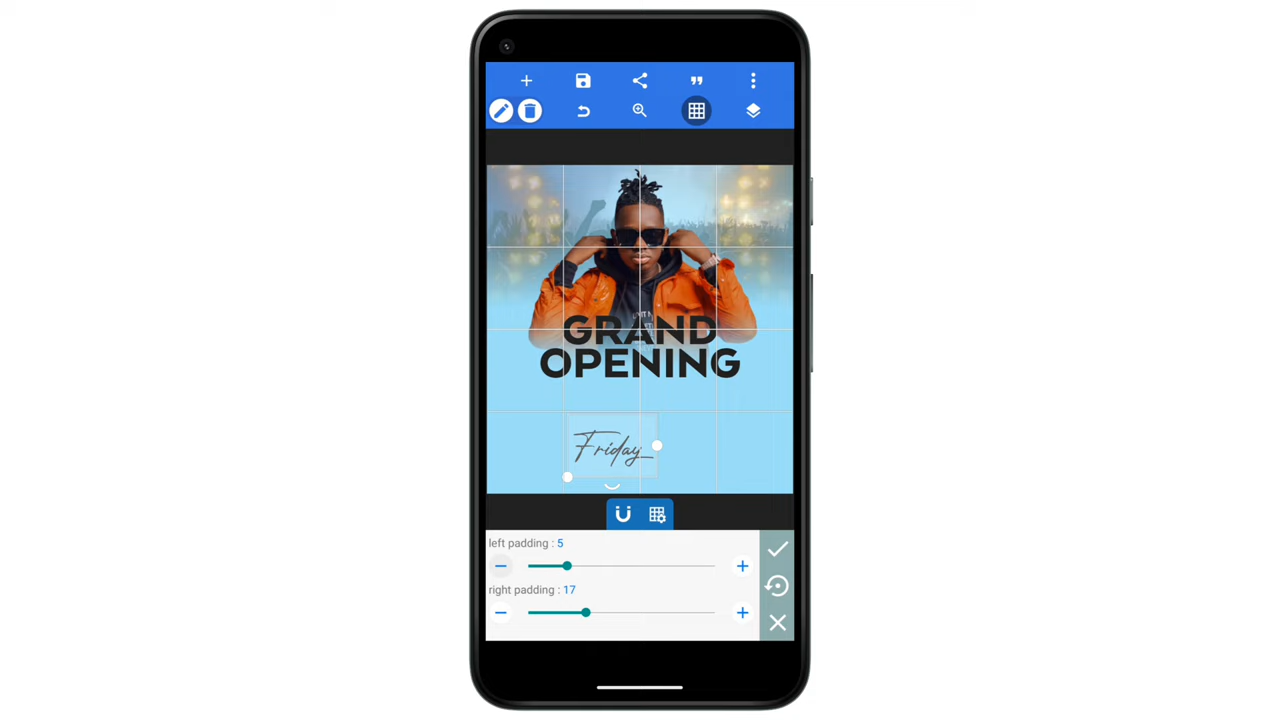 GRAND
OPENING
Friday
left padding : 5
right padding : 17